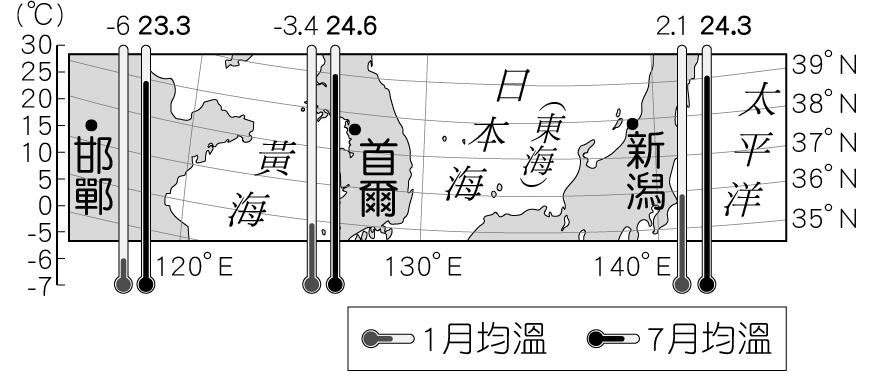 (℃)
-6 23.3
-3.4 24.6
2.1 24.3
30
25
20
15
10
5
0
-5
-6
-7
39°N
38°N
37°N
36°N
35°N
邯鄲
黃海
首爾
日本海
(東海)
新潟
太平洋
120°E
130°E
140°E
1月均溫
7月均溫